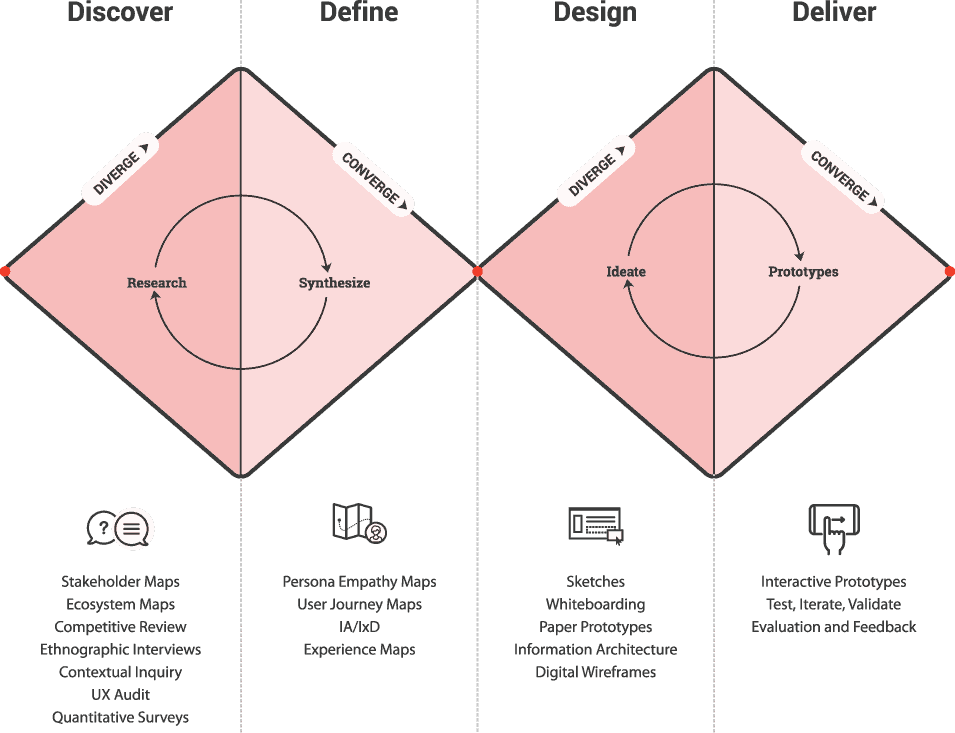 Discover
Define
Design
Deliver
DIVERGE
CONVERGE
DIVERGE
CONVERGE
Research
Synthesize
Ideate
Prototypes
?
Stakeholder Maps
Ecosystem Maps
Competitive Review
Ethnographic Interviews
Contextual Inquiry
UX Audit
Quantitative Surveys
Persona Empathy Maps
User Journey Maps
IA/IxD
Experience Maps
Sketches
Whiteboarding
Paper Prototypes
Information Architecture
Digital Wireframes
Interactive Prototypes
Test, Iterate, Validate
Evaluation and Feedback